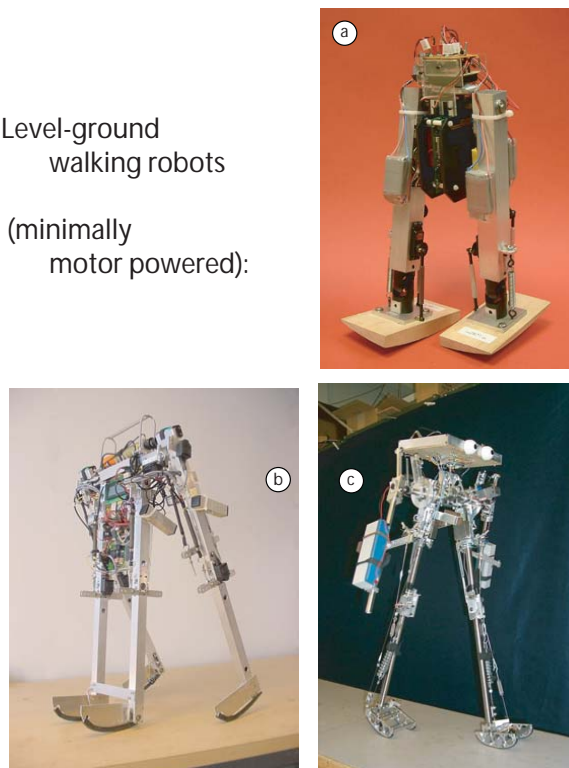 a
Level-ground
walking robots
(minimally
motor powered):
b
c